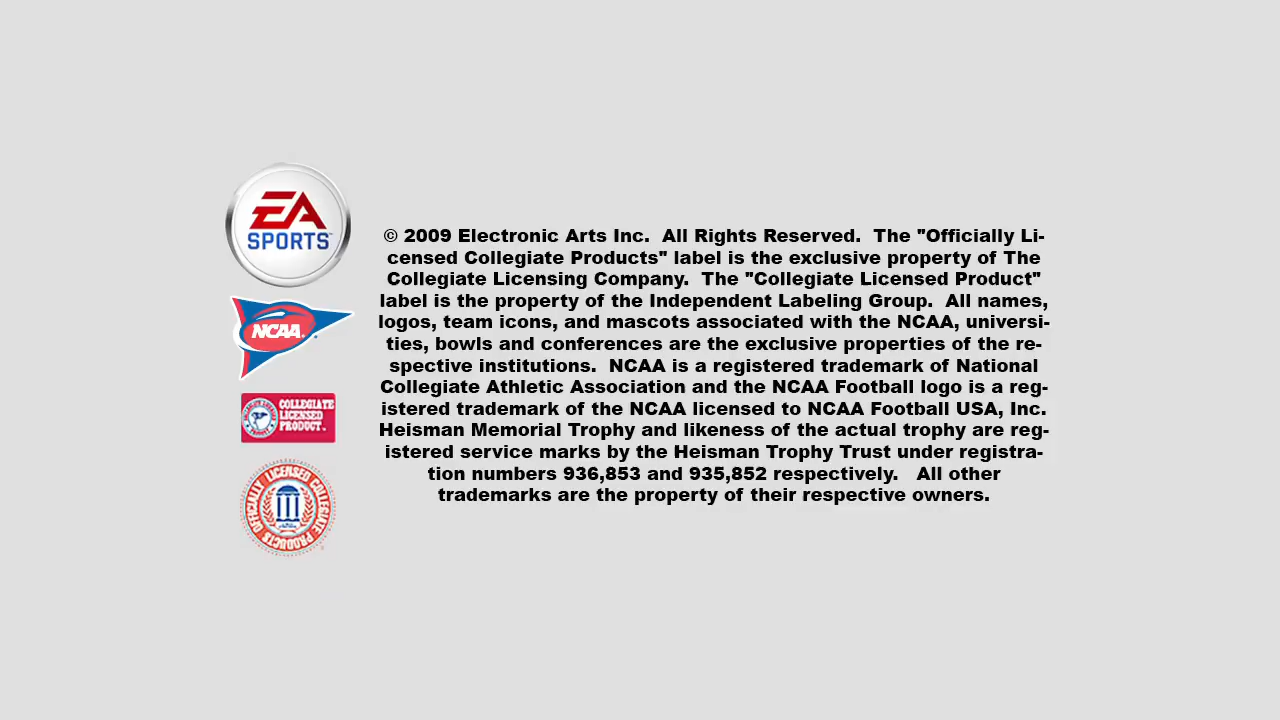 EA
SPORTS™
NCAA®
COLLEGIATE
LICENSED
PRODUCT™
OFFICIALLY LICENSED COLLEGIATE PRODUCTS
© 2009 Electronic Arts Inc.  All Rights Reserved.  The "Officially Li-
censed Collegiate Products" label is the exclusive property of The
Collegiate Licensing Company.  The "Collegiate Licensed Product"
label is the property of the Independent Labeling Group.  All names,
logos, team icons, and mascots associated with the NCAA, universi-
ties, bowls and conferences are the exclusive properties of the re-
spective institutions.  NCAA is a registered trademark of National
Collegiate Athletic Association and the NCAA Football logo is a reg-
istered trademark of the NCAA licensed to NCAA Football USA, Inc.
Heisman Memorial Trophy and likeness of the actual trophy are reg-
istered service marks by the Heisman Trophy Trust under registra-
tion numbers 936,853 and 935,852 respectively.   All other
trademarks are the property of their respective owners.